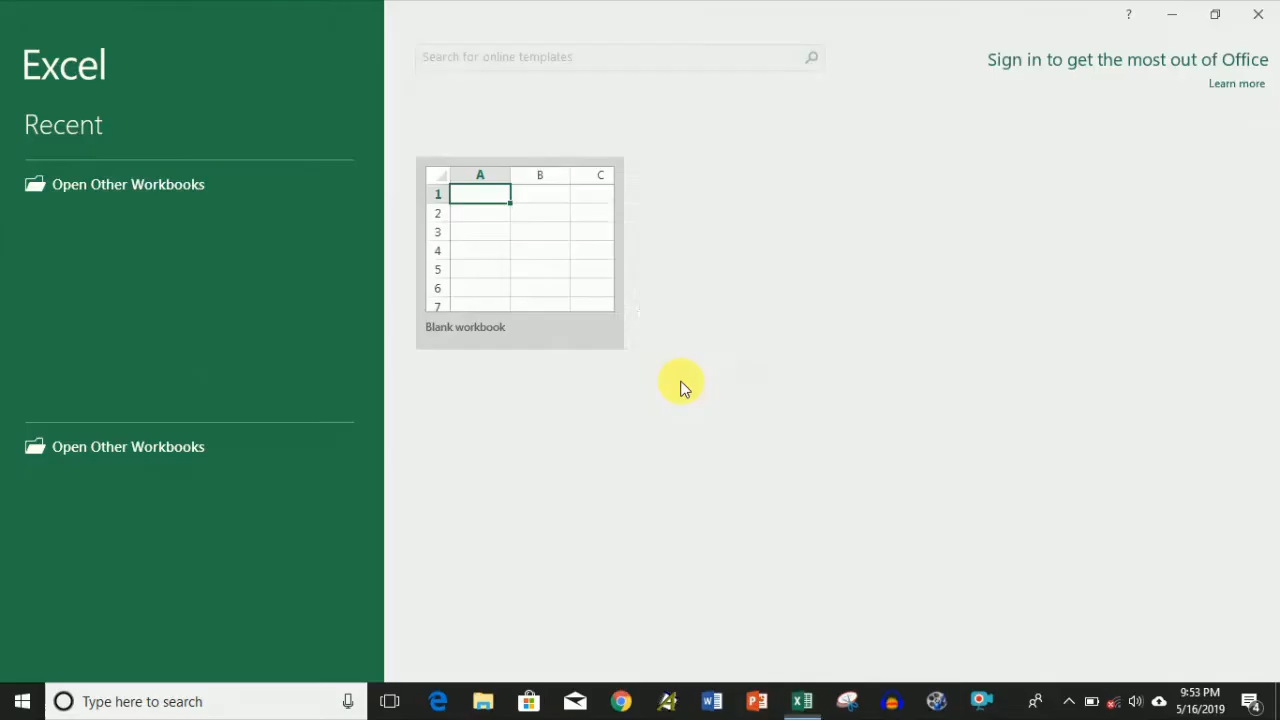 Excel
Recent
Open Other Workbooks
Open Other Workbooks
?
Search for online templates
Sign in to get the most out of Office
Learn more
A B C
1
2
3
4
5
6
7
Blank workbook
Type here to search
9:53 PM
5/16/2019
4